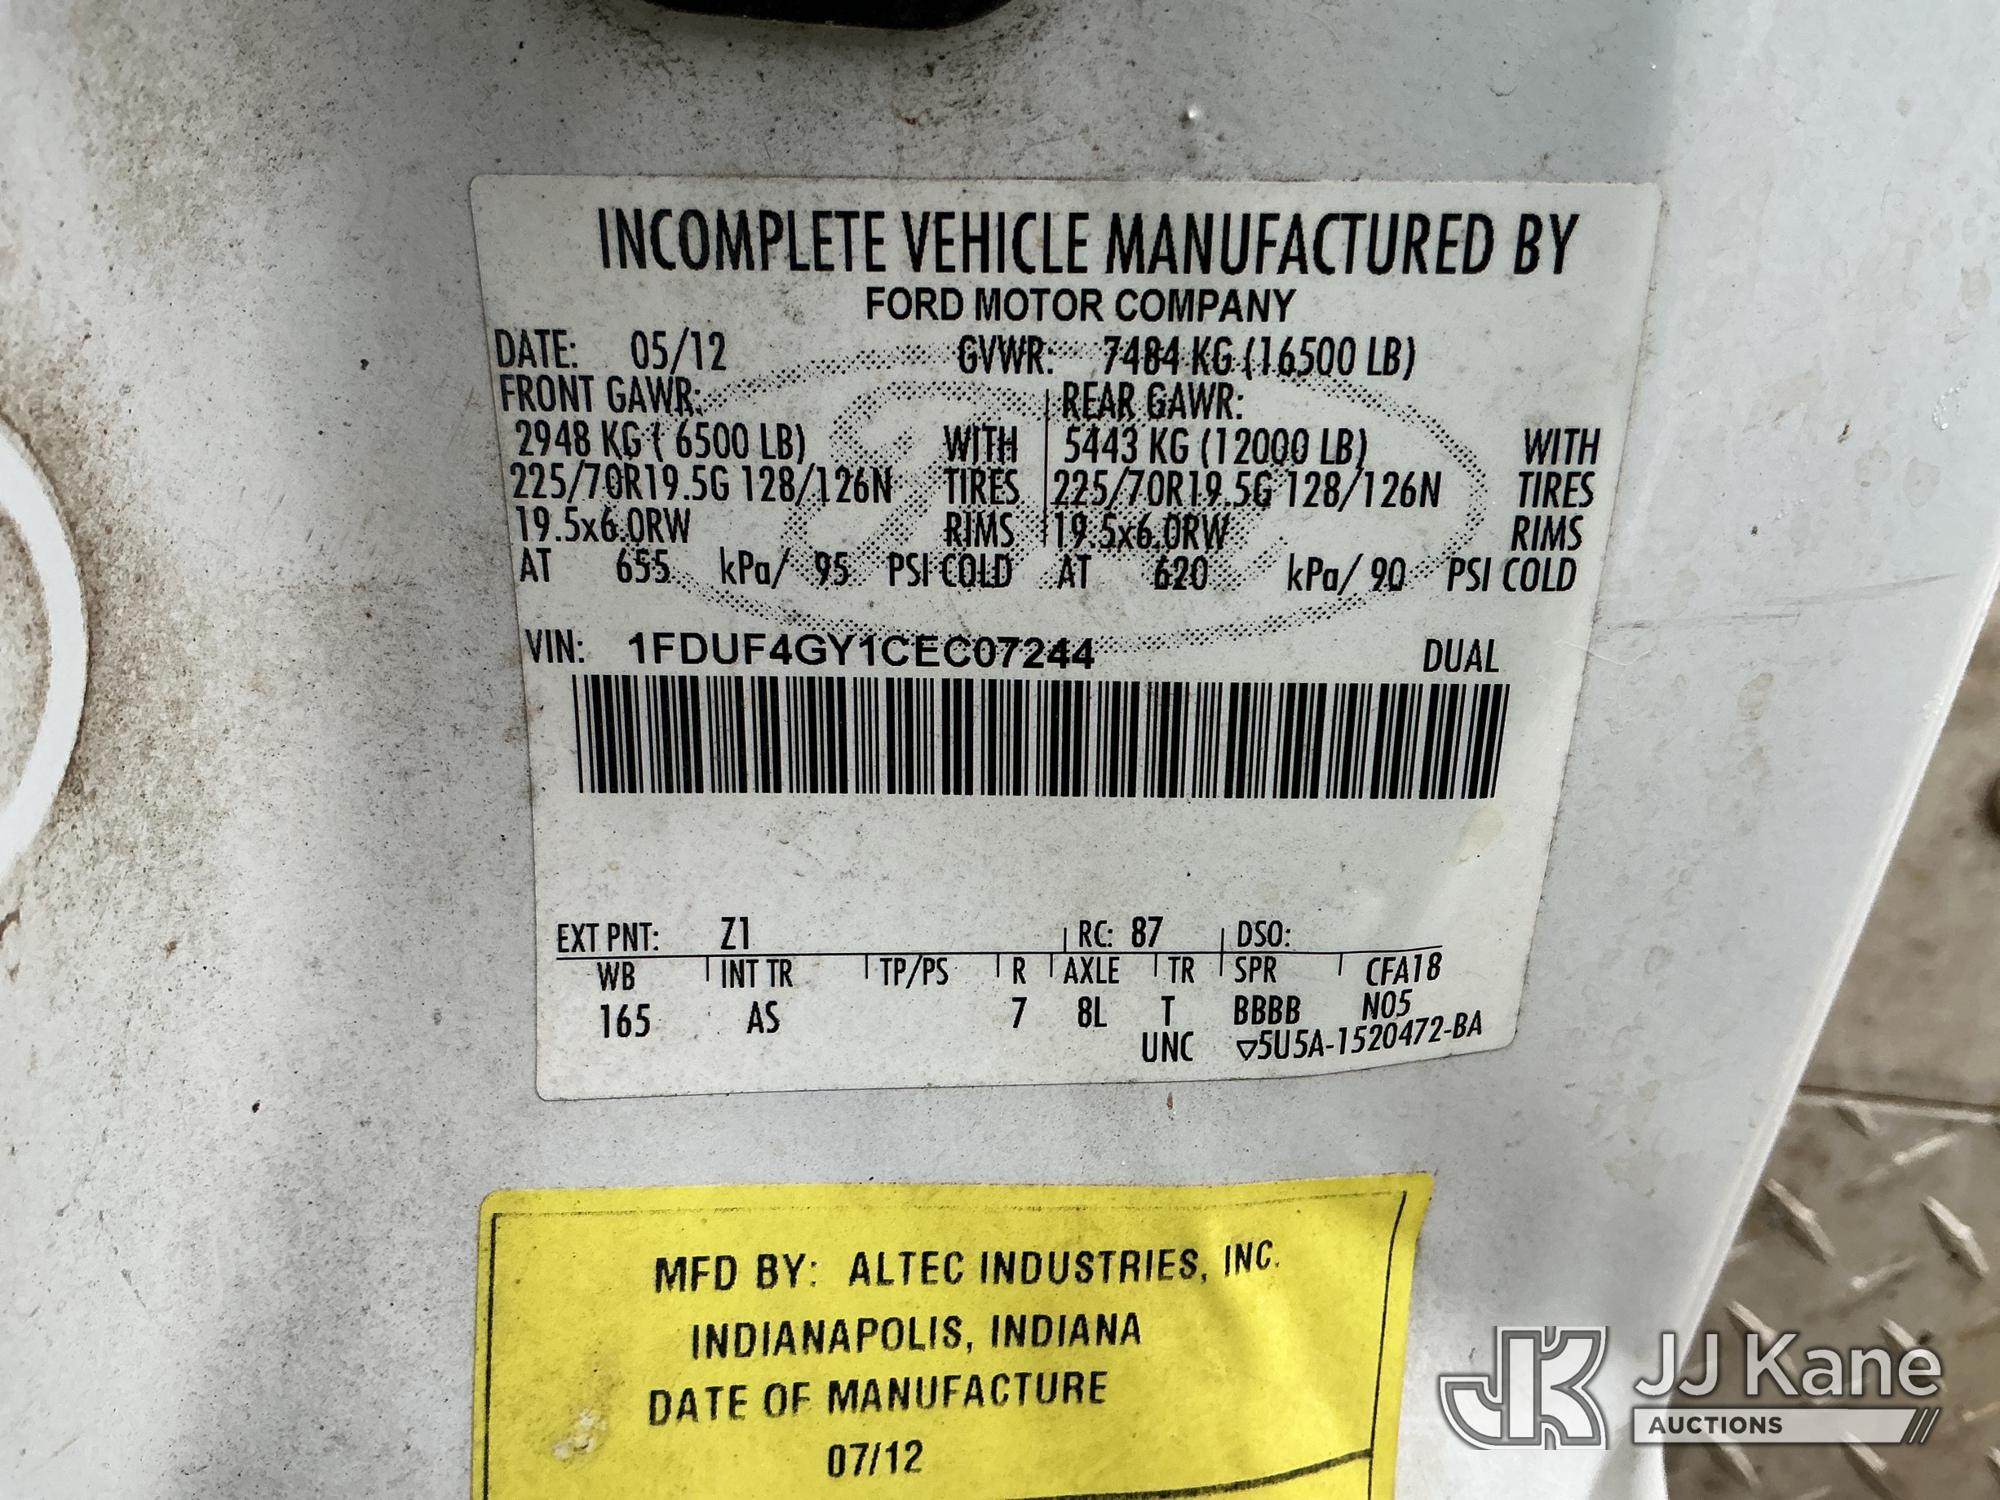 INCOMPLETE VEHICLE MANUFACTURED BY
FORD MOTOR COMPANY
DATE: 05/12 GVWR: 7484 KG (16500 LB)
FRONT GAWR: REAR GAWR:
2948 KG ( 6500 LB) WITH 5443 KG (12000 LB) WITH
225/70R19.5G 128/126N TIRES 225/70R19.5G 128/126N TIRES
19.5x6.0RW RIMS 19.5x6.0RW RIMS
AT 655 kPa/ 95 PSI COLD AT 620 kPa/ 90 PSI COLD
VIN: 1FDUF4GY1CEC07244 DUAL
EXT PNT: Z1 RC: 87 DSO:
WB INT TR TP/PS R AXLE TR SPR CFA18
165 AS 7 8L T BBBB N05
UNC ▽5U5A-1520472-BA
MFD BY: ALTEC INDUSTRIES, INC.
INDIANAPOLIS, INDIANA
DATE OF MANUFACTURE
07/12
JK JJ Kane
AUCTIONS